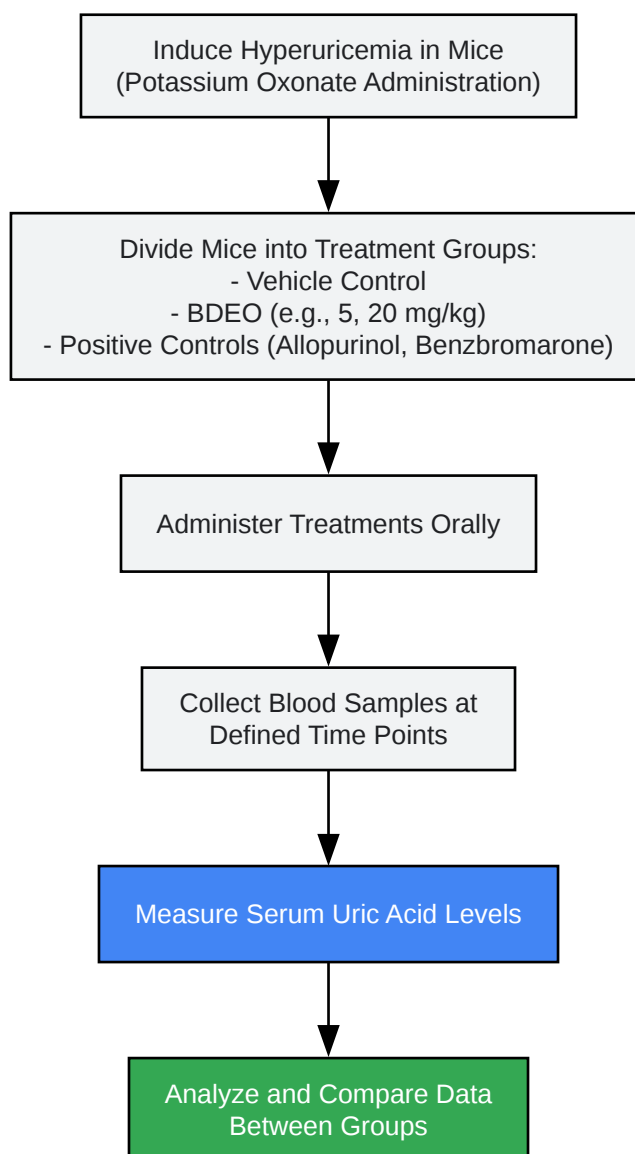 Induce Hyperuricemia in Mice
(Potassium Oxonate Administration)
Divide Mice into Treatment Groups:
- Vehicle Control
- BDEO (e.g., 5, 20 mg/kg)
- Positive Controls (Allopurinol, Benzbromarone)
Administer Treatments Orally
Collect Blood Samples at
Defined Time Points
Measure Serum Uric Acid Levels
Analyze and Compare Data
Between Groups